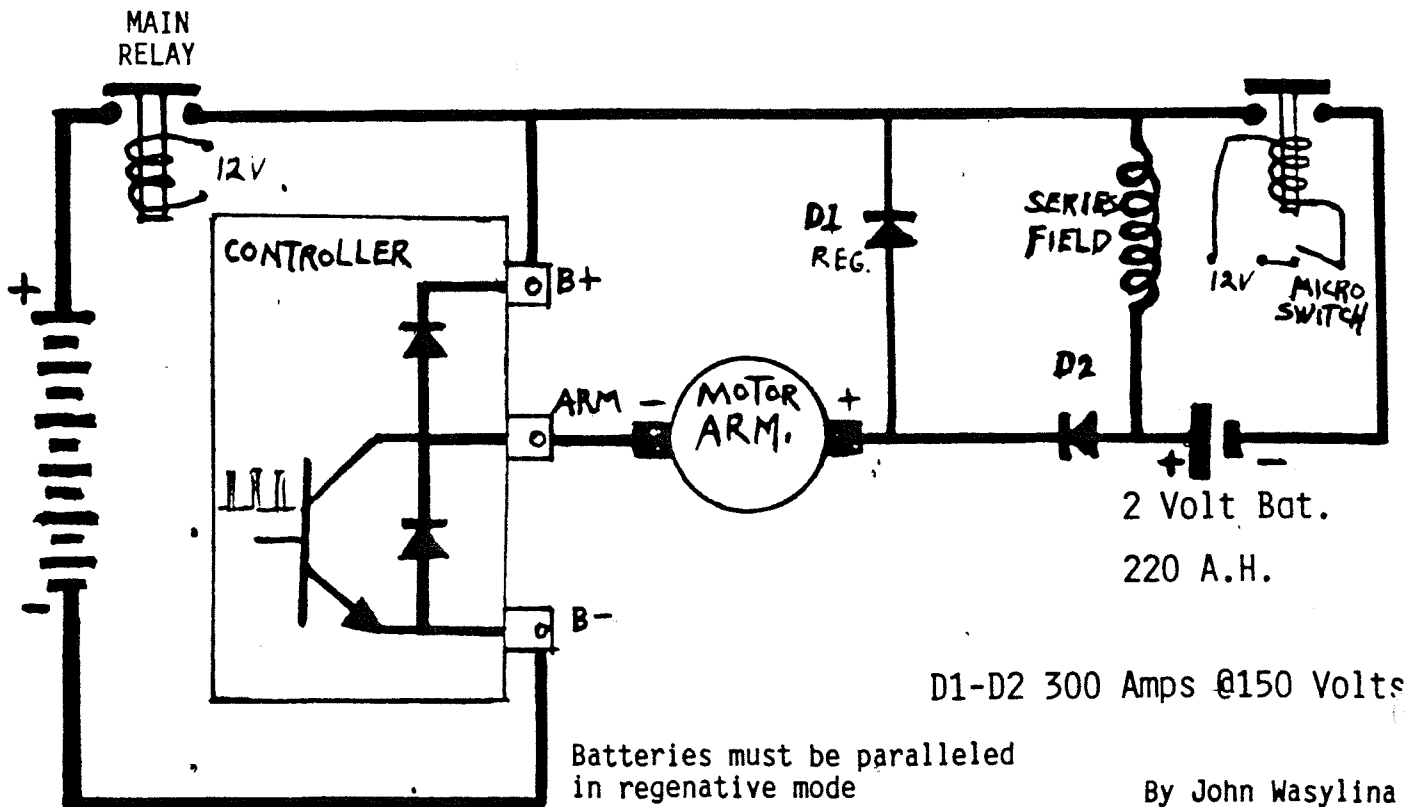 MAIN
RELAY
12V.
CONTROLLER
B+
D1
REG.
SERIES
FIELD
12V
MICRO
SWITCH
+
ARM
-
MOTOR
ARM.
+
D2
+
-
2 Volt Bat.
220 A.H.
-
B-
D1-D2 300 Amps @150 Volts
Batteries must be paralleled
in regenative mode
By John Wasylina